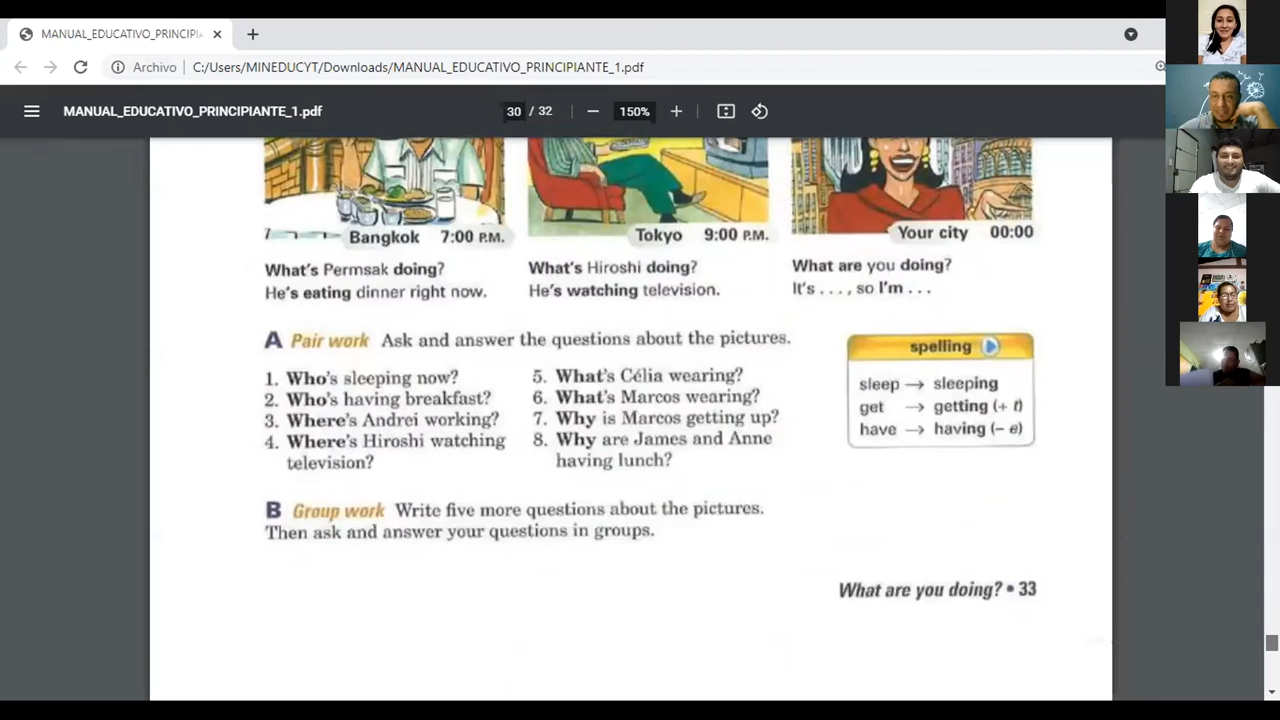 MANUAL_EDUCATIVO_PRINCIPI
Archivo C:/Users/MINEDUCYT/Downloads/MANUAL_EDUCATIVO_PRINCIPIANTE_1.pdf
MANUAL_EDUCATIVO_PRINCIPIANTE_1.pdf 30 / 32 150%
Bangkok 7:00 P.M.
Tokyo 9:00 P.M.
Your city 00:00
What's Permsak doing?
He's eating dinner right now.
What's Hiroshi doing?
He's watching television.
What are you doing?
It's . . . , so I'm . . .
A Pair work Ask and answer the questions about the pictures.
1. Who's sleeping now?
2. Who's having breakfast?
3. Where's Andrei working?
4. Where's Hiroshi watching
television?
5. What's Célia wearing?
6. What's Marcos wearing?
7. Why is Marcos getting up?
8. Why are James and Anne
having lunch?
spelling
sleep → sleeping
get → getting (+ t)
have → having (– e)
B Group work Write five more questions about the pictures.
Then ask and answer your questions in groups.
What are you doing? • 33